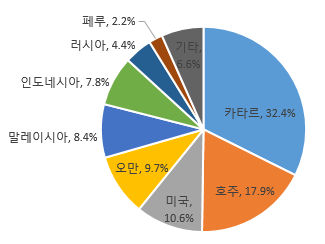 페루, 2.2%
러시아, 4.4%
인도네시아, 7.8%
말레이시아, 8.4%
오만, 9.7%
미국,
10.6%
호주, 17.9%
카타르, 32.4%
기타,
6.6%